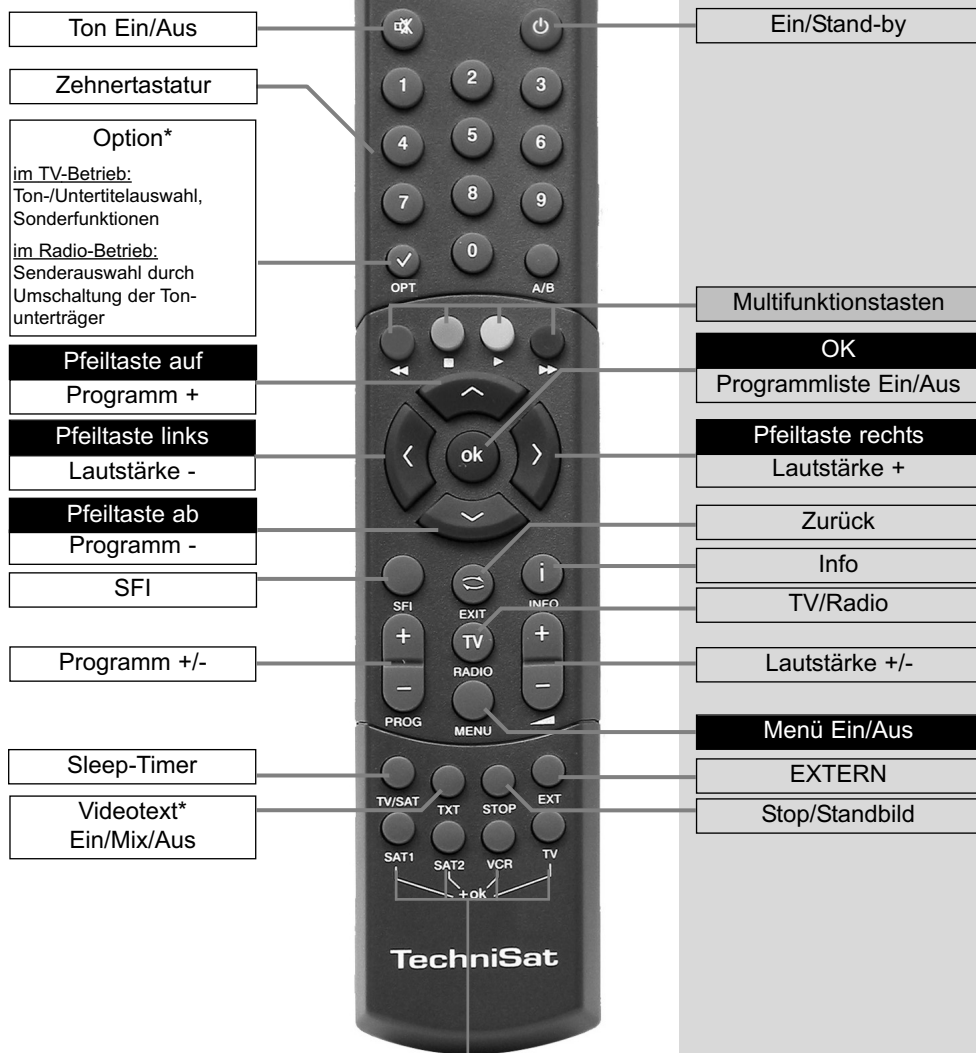 Ton Ein/Aus
Ein/Stand-by
Zehnertastatur
1
2
3
4
5
6
7
8
9
0
OPT
A/B
Option*
im TV-Betrieb:
Ton-/Untertitelauswahl,
Sonderfunktionen
im Radio-Betrieb:
Senderauswahl durch
Umschaltung der Ton-
unterträger
Multifunktionstasten
Pfeiltaste auf
Programm +
OK
Programmliste Ein/Aus
Pfeiltaste links
Lautstärke -
ok
Pfeiltaste rechts
Lautstärke +
Pfeiltaste ab
Programm -
Zurück
SFI
Info
i
SFI
EXIT
INFO
TV/Radio
+
TV
+
RADIO
Programm +/-
Lautstärke +/-
−
−
PROG
MENU
Menü Ein/Aus
Sleep-Timer
EXTERN
TV/SAT
TXT
STOP
EXT
Videotext*
Ein/Mix/Aus
Stop/Standbild
SAT1
SAT2
VCR
TV
+ok
TechniSat